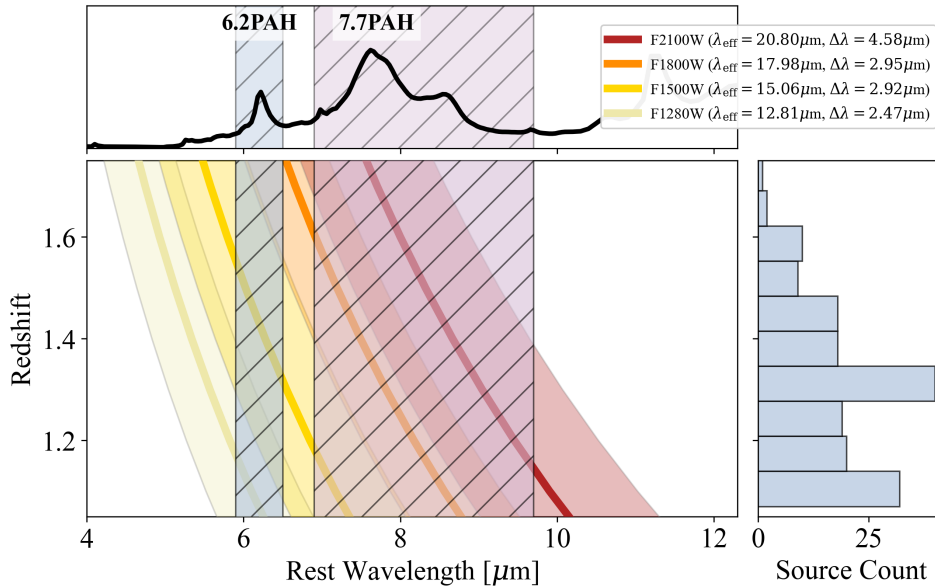 6.2PAH 7.7PAH
F2100W (λeff = 20.80μm, Δλ = 4.58μm)
F1800W (λeff = 17.98μm, Δλ = 2.95μm)
F1500W (λeff = 15.06μm, Δλ = 2.92μm)
F1280W (λeff = 12.81μm, Δλ = 2.47μm)
Redshift
1.6
1.4
1.2
4 6 8 10 12
Rest Wavelength [μm]
0 25
Source Count